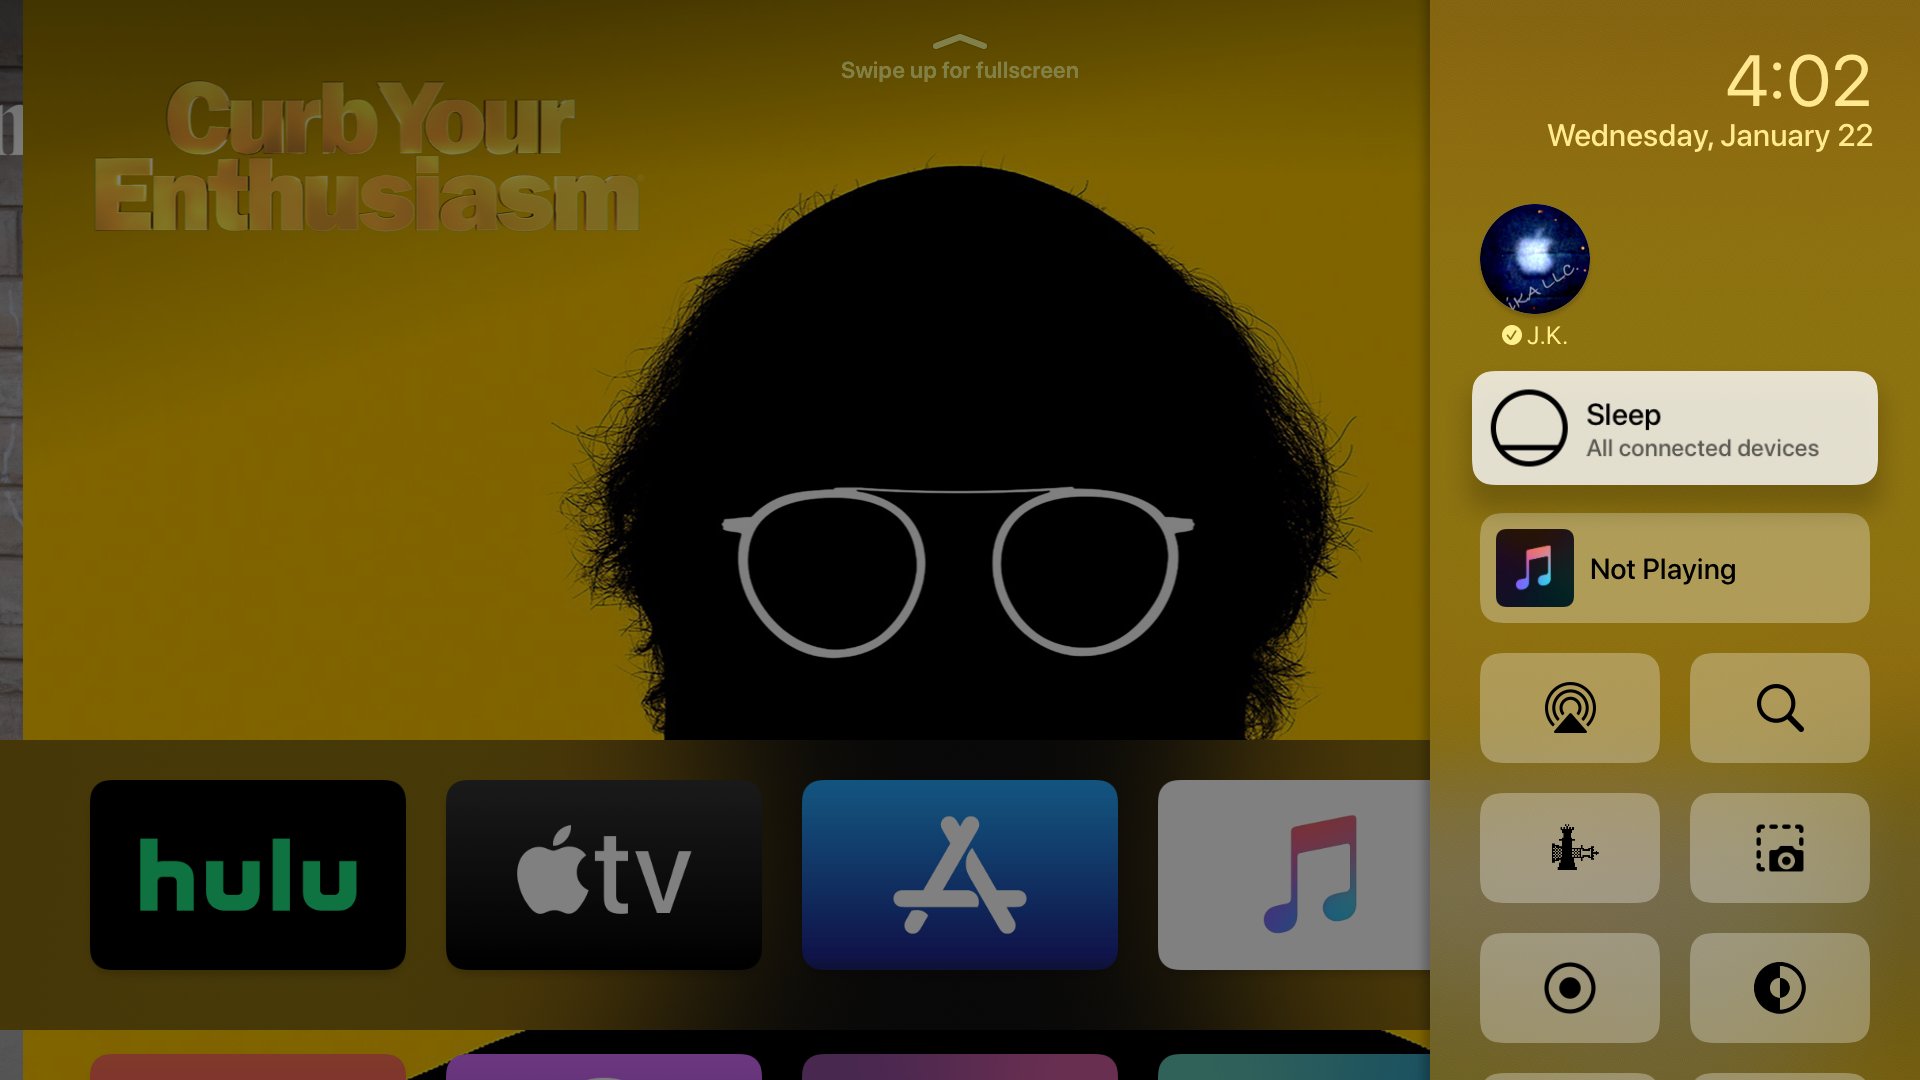 Swipe up for fullscreen
Curb Your
Enthusiasm
4:02
Wednesday, January 22
iKA LLC.
J.K.
Sleep
All connected devices
Not Playing
hulu
tv